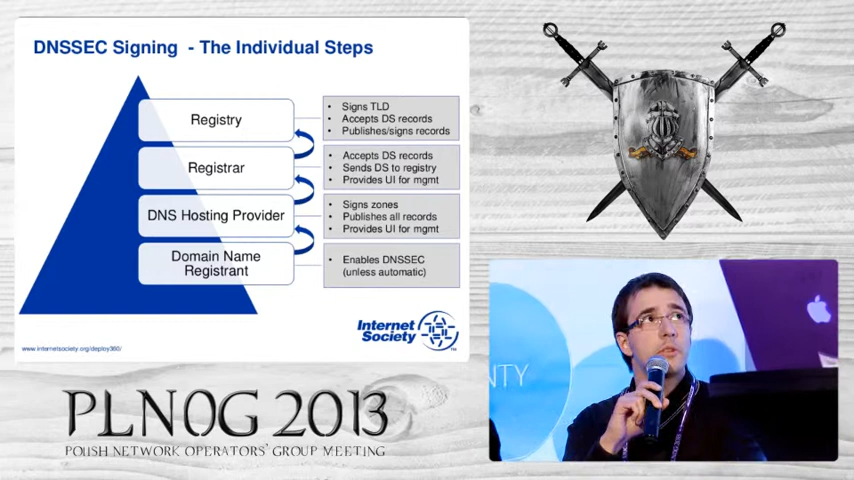 DNSSEC Signing - The Individual Steps
Registry
• Signs TLD
• Accepts DS records
• Publishes/signs records
Registrar
• Accepts DS records
• Sends DS to registry
• Provides UI for mgmt
DNS Hosting Provider
• Signs zones
• Publishes all records
• Provides UI for mgmt
Domain Name
Registrant
• Enables DNSSEC
(unless automatic)
Internet
Society
TM
www.internetsociety.org/deploy360/
PLNOG 2013
POLISH NETWORK OPERATORS' GROUP MEETING
NTY